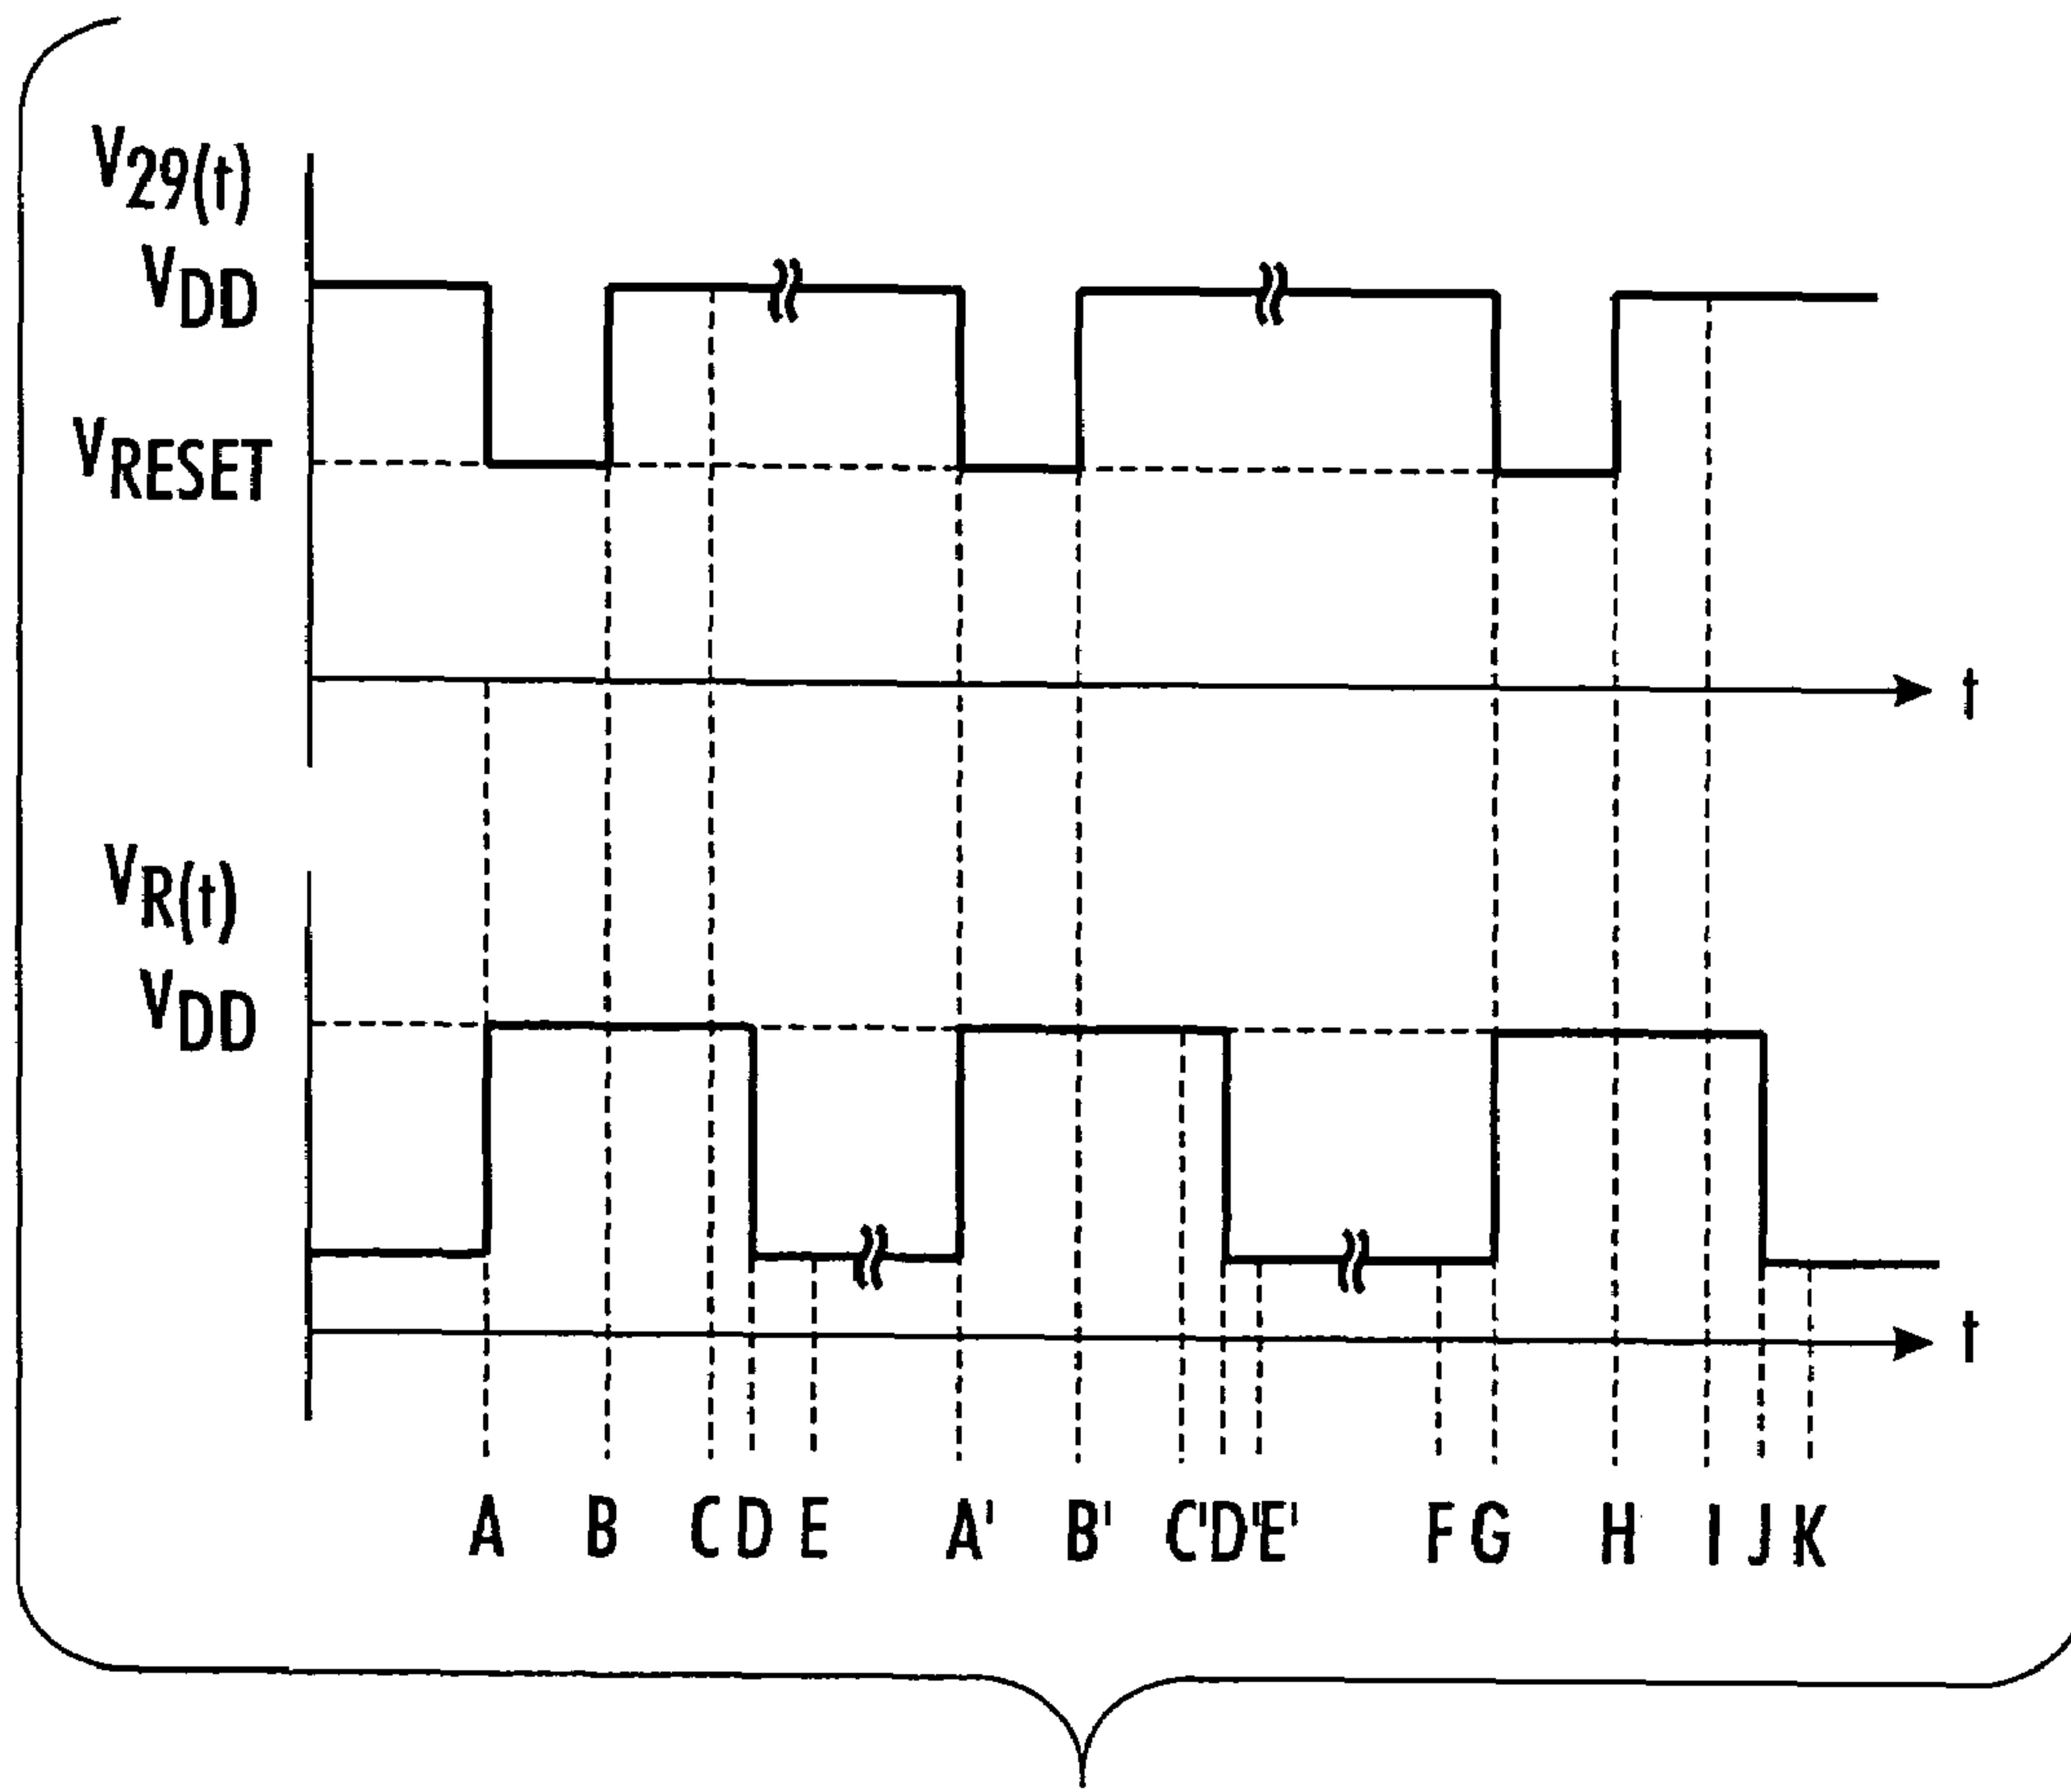 V29(t)
VDD
VRESET
t
VR(t)
VDD
t
A B C D E A' B' C' D' E' F G H I J K